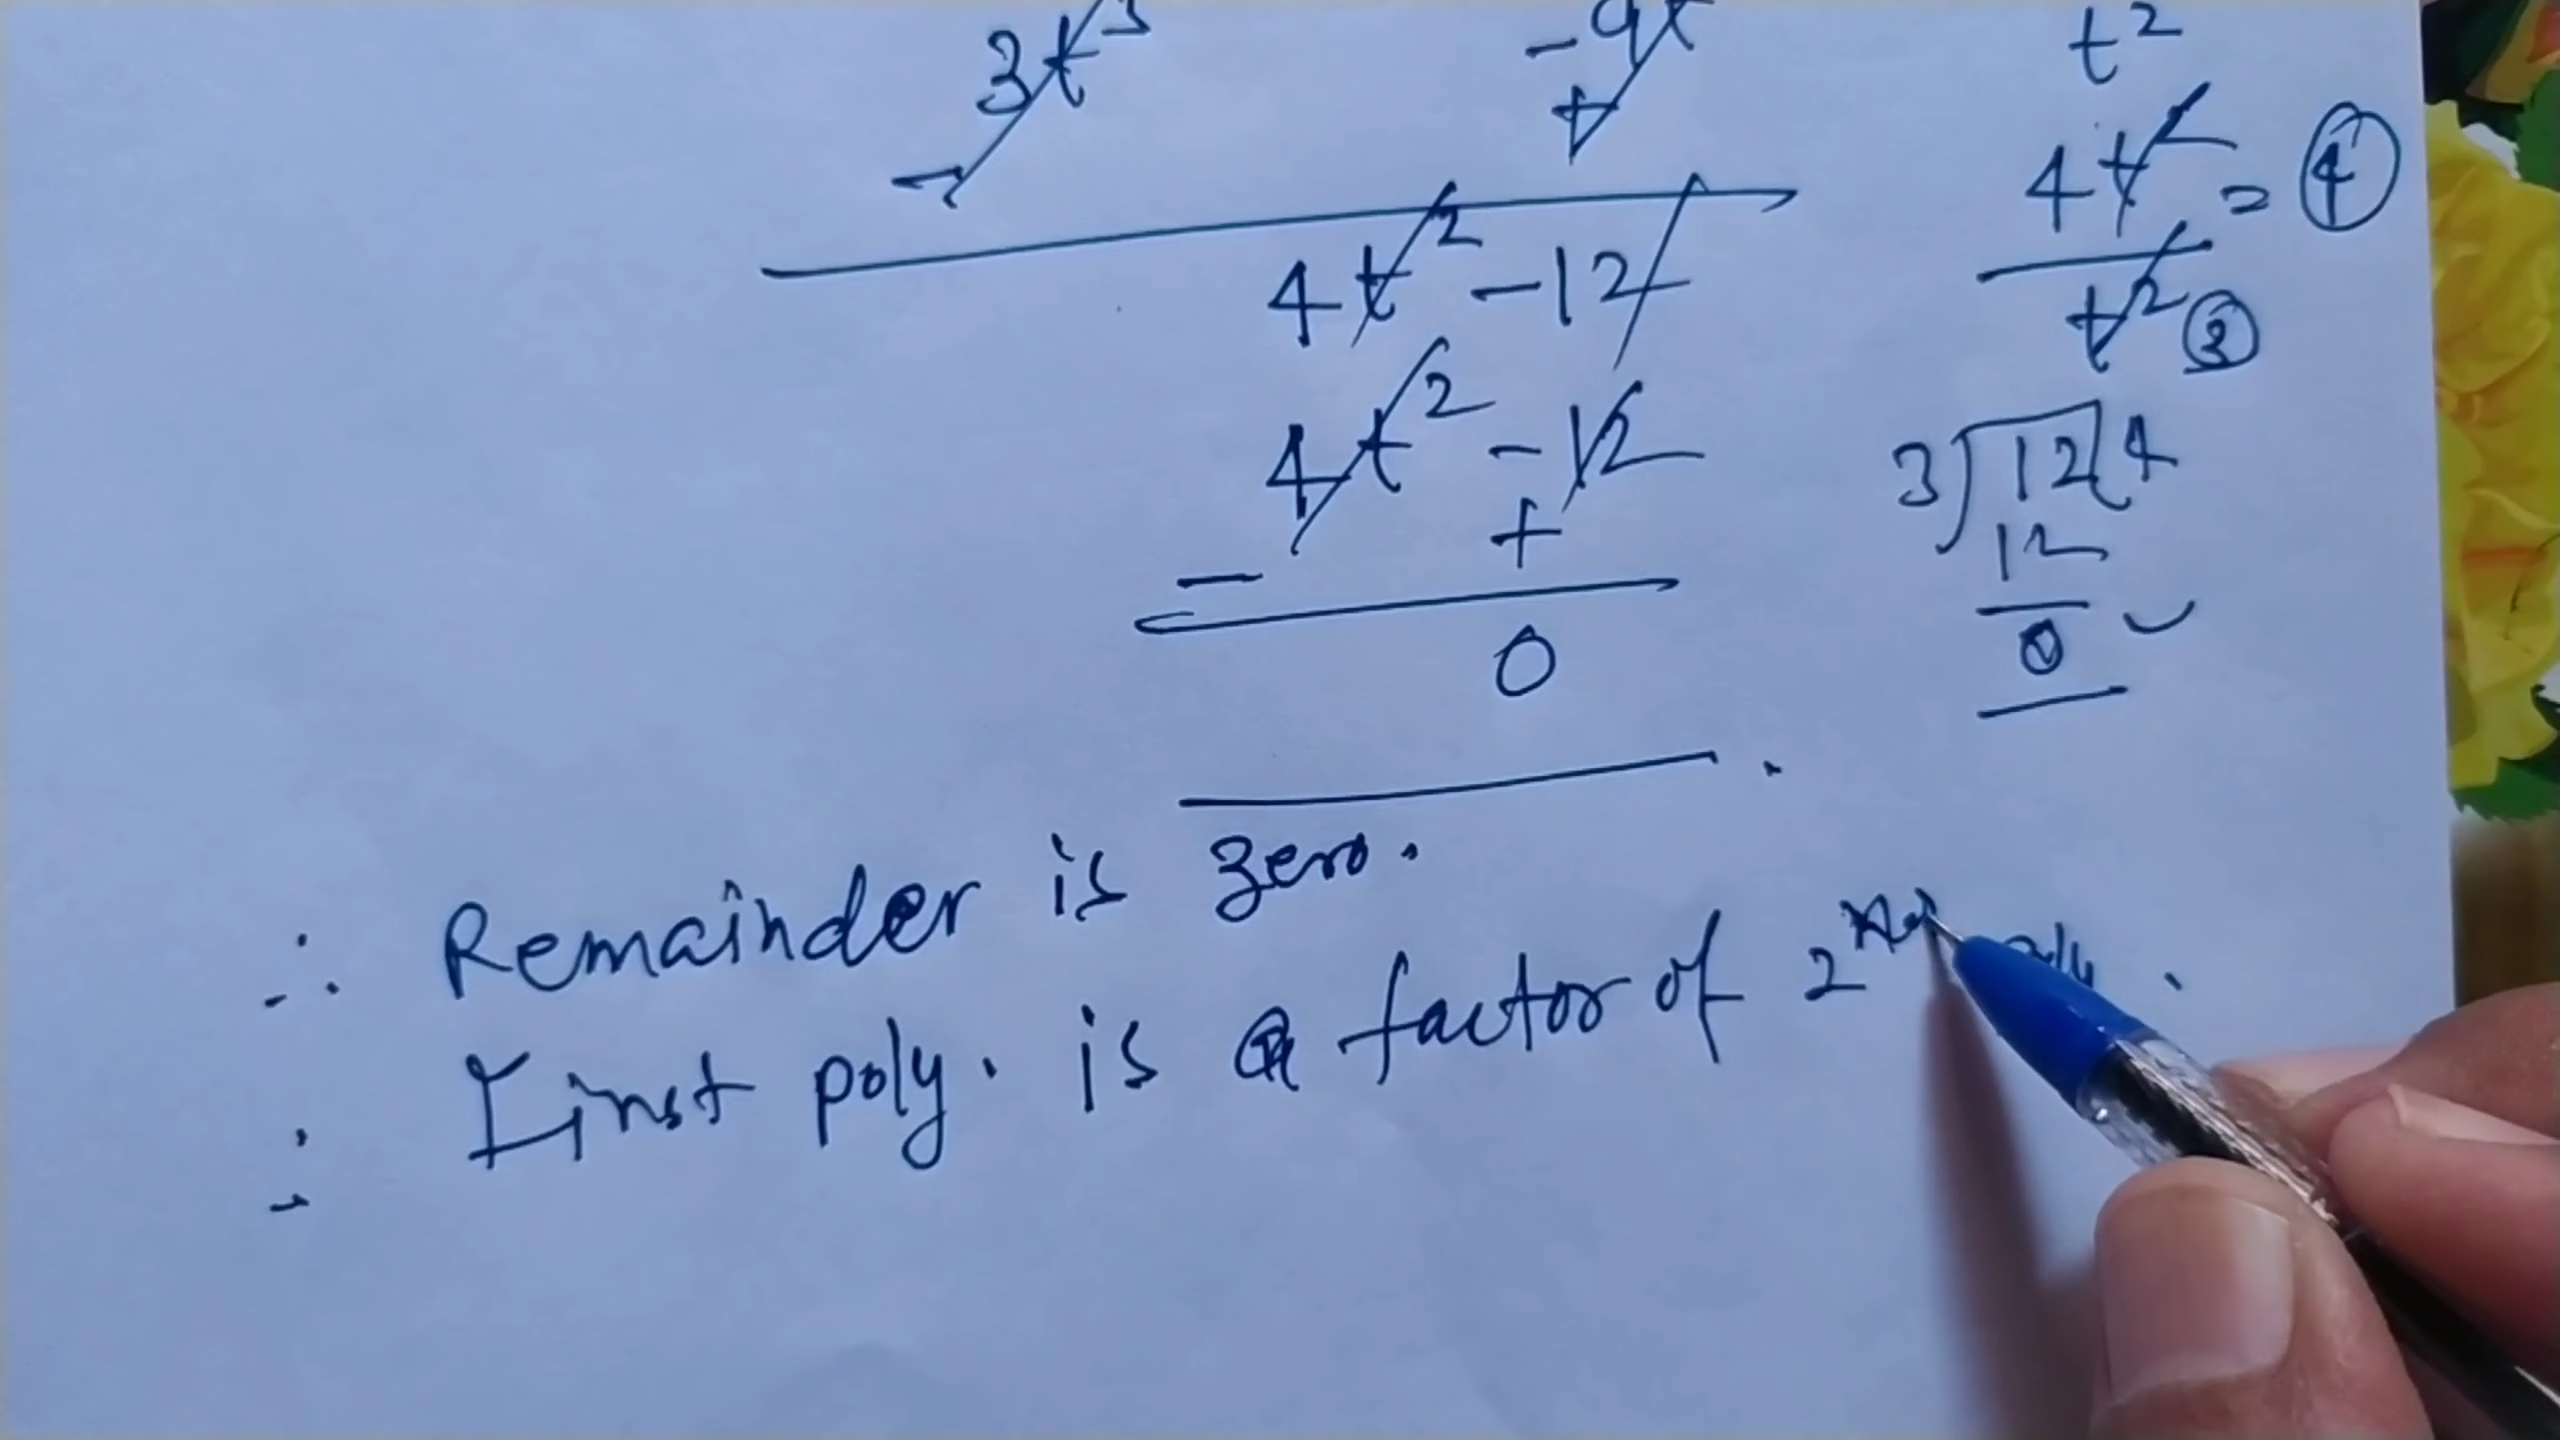 3t³ - 9t
- +
4t² - 12
4t² - 12
- +
0
t²
4t² = 4
t² 3
3)12(4
12
0
∴ Remainder is zero.
∴ First poly. is a factor of 2nd poly.